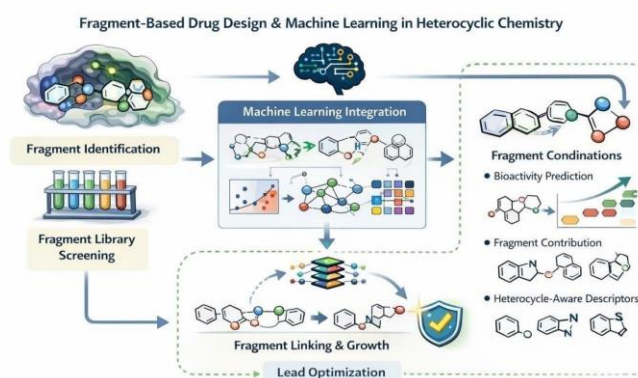 Fragment-Based Drug Design & Machine Learning in Heterocyclic Chemistry
Machine Learning Integration
Fragment Identification
Fragment Condinations
Bioactivity Prediction
Fragment Library
Screening
Fragment Contribution
N
Heterocycle-Aware Descriptors
N
N
S
Fragment Linking & Growth
Lead Optimization